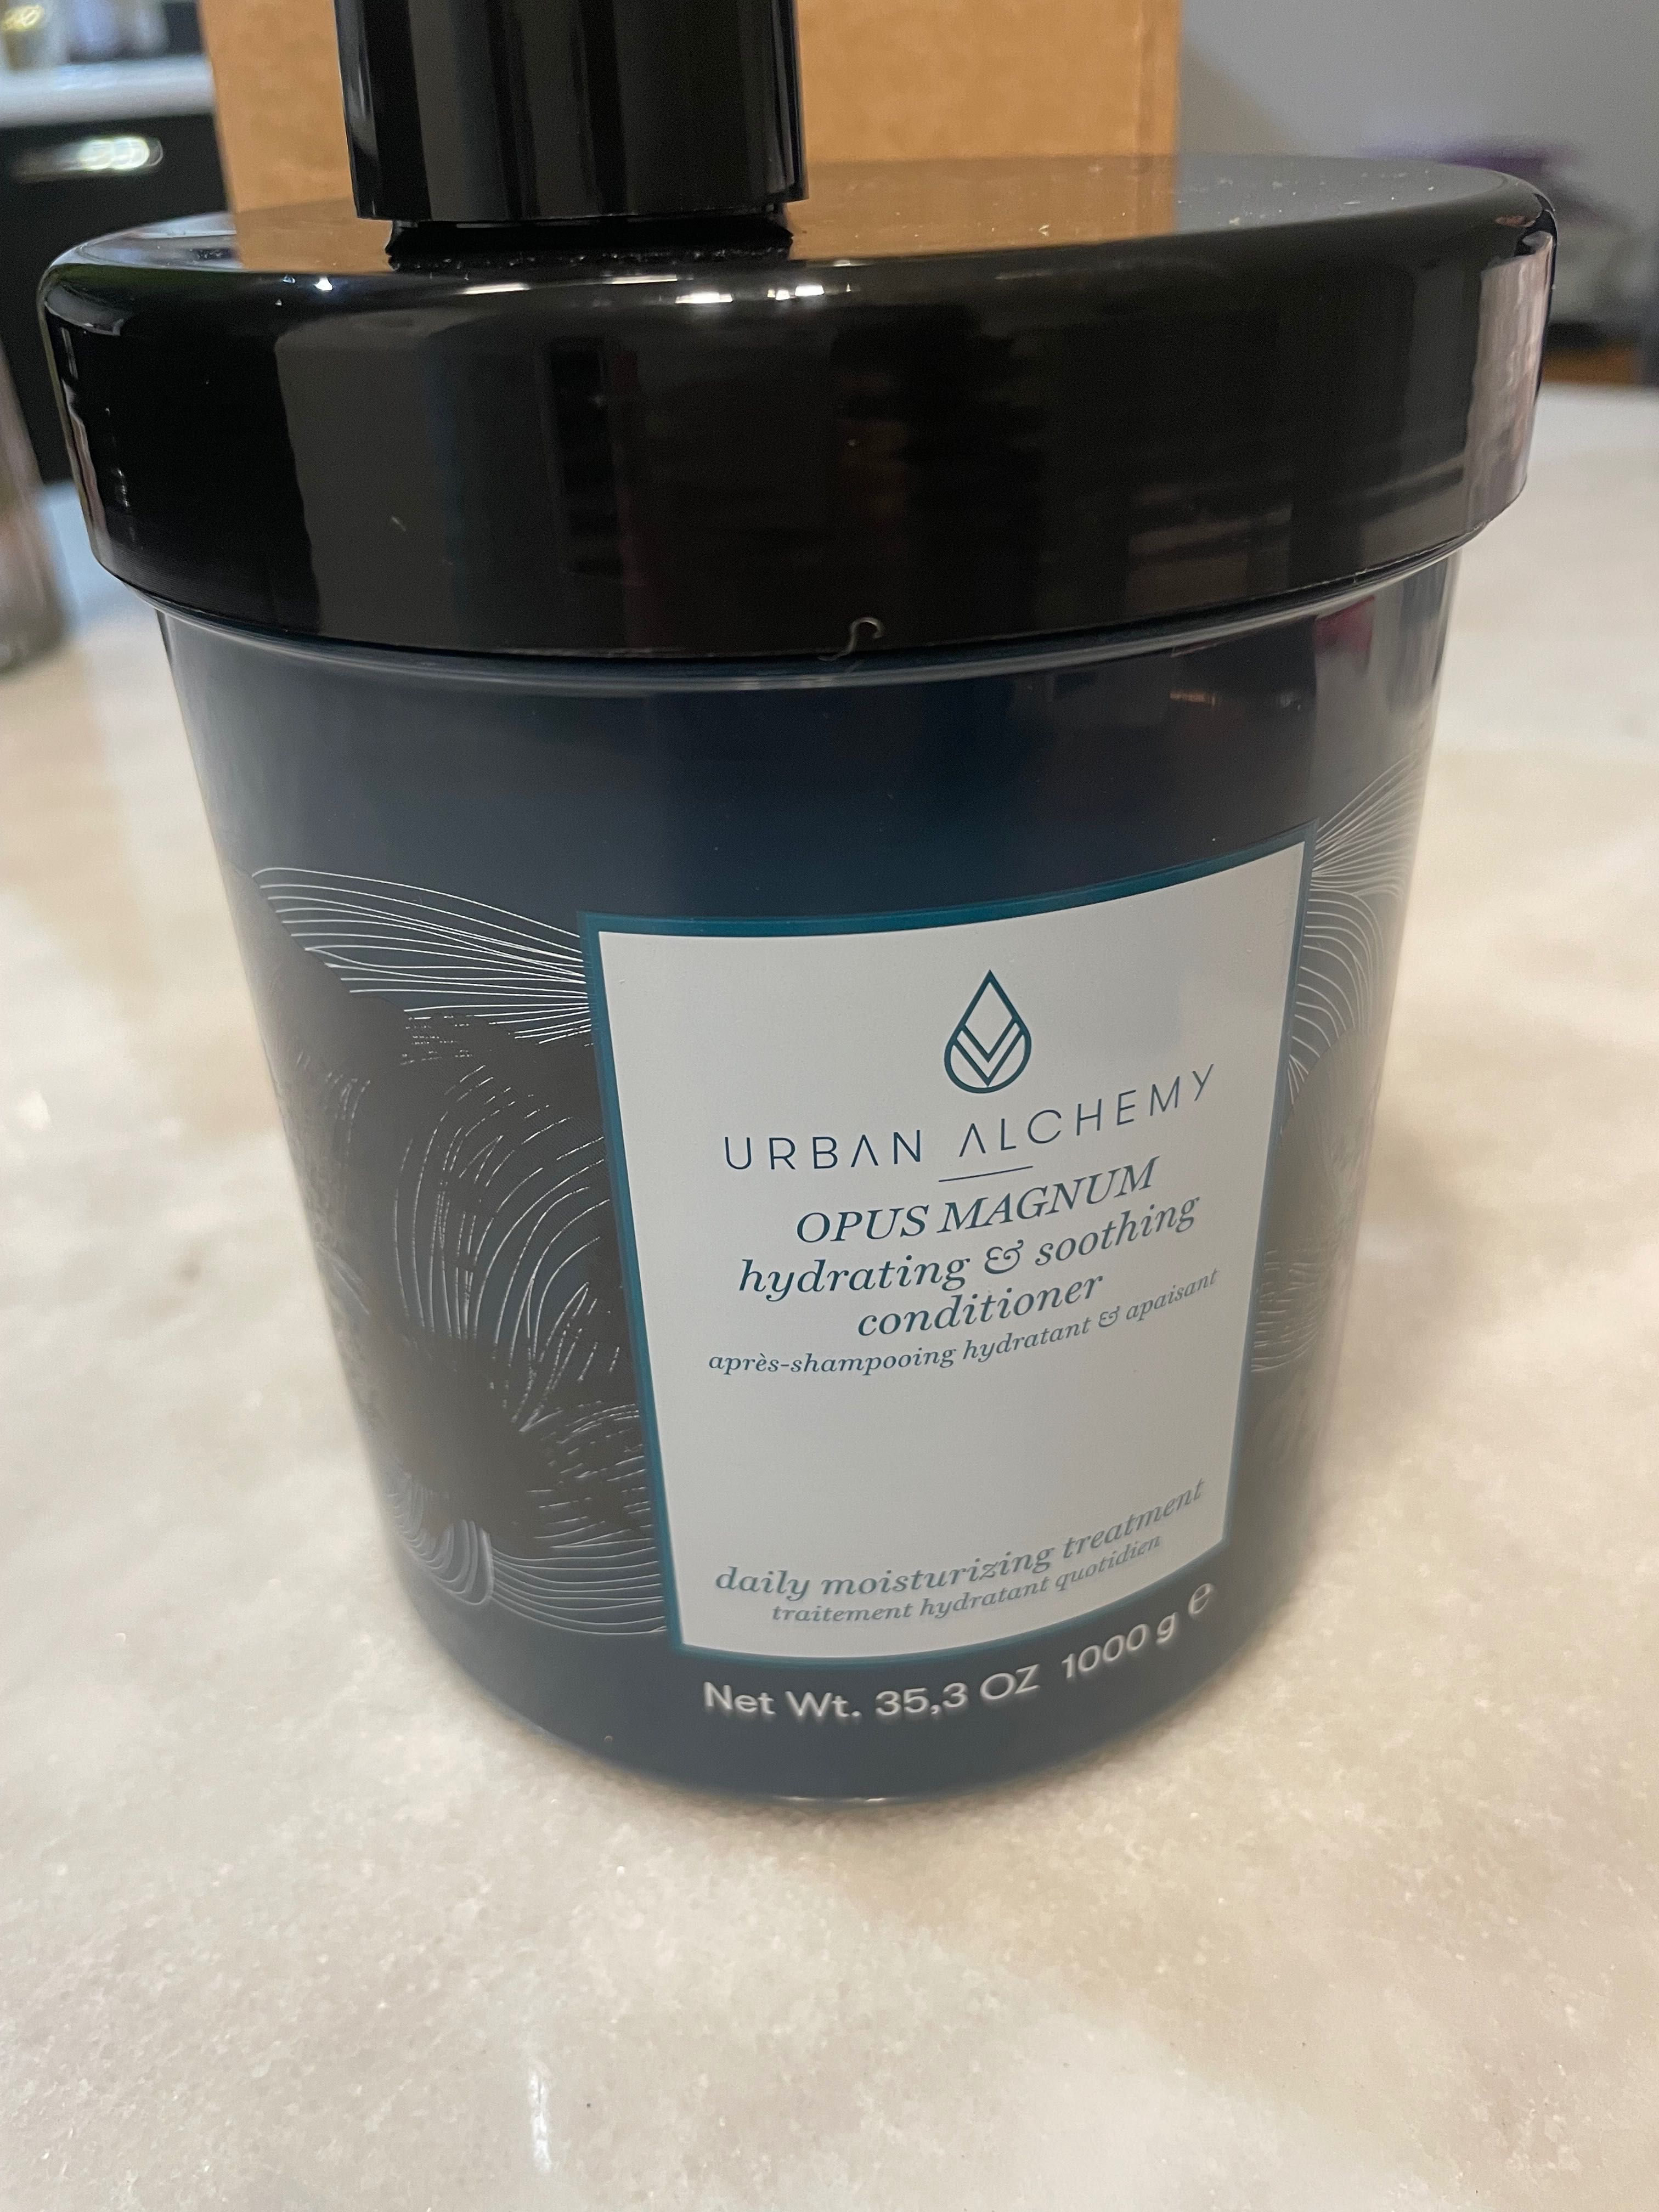 URBAN ALCHEMY
OPUS MAGNUM
hydrating & soothing
conditioner
après-shampooing hydratant & apaisant
daily moisturizing treatment
traitement hydratant quotidien
Net Wt. 35,3 OZ 1000 g ℮